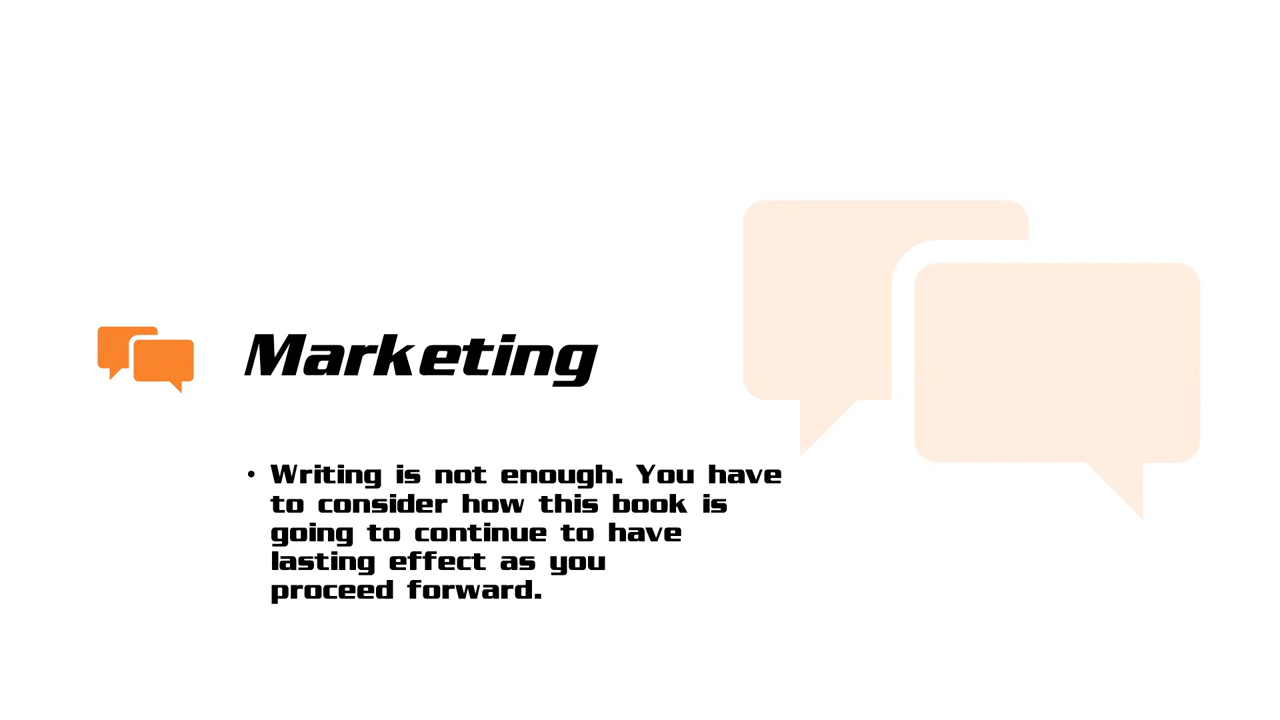 Marketing
• Writing is not enough. You have
to consider how this book is
going to continue to have
lasting effect as you
proceed forward.